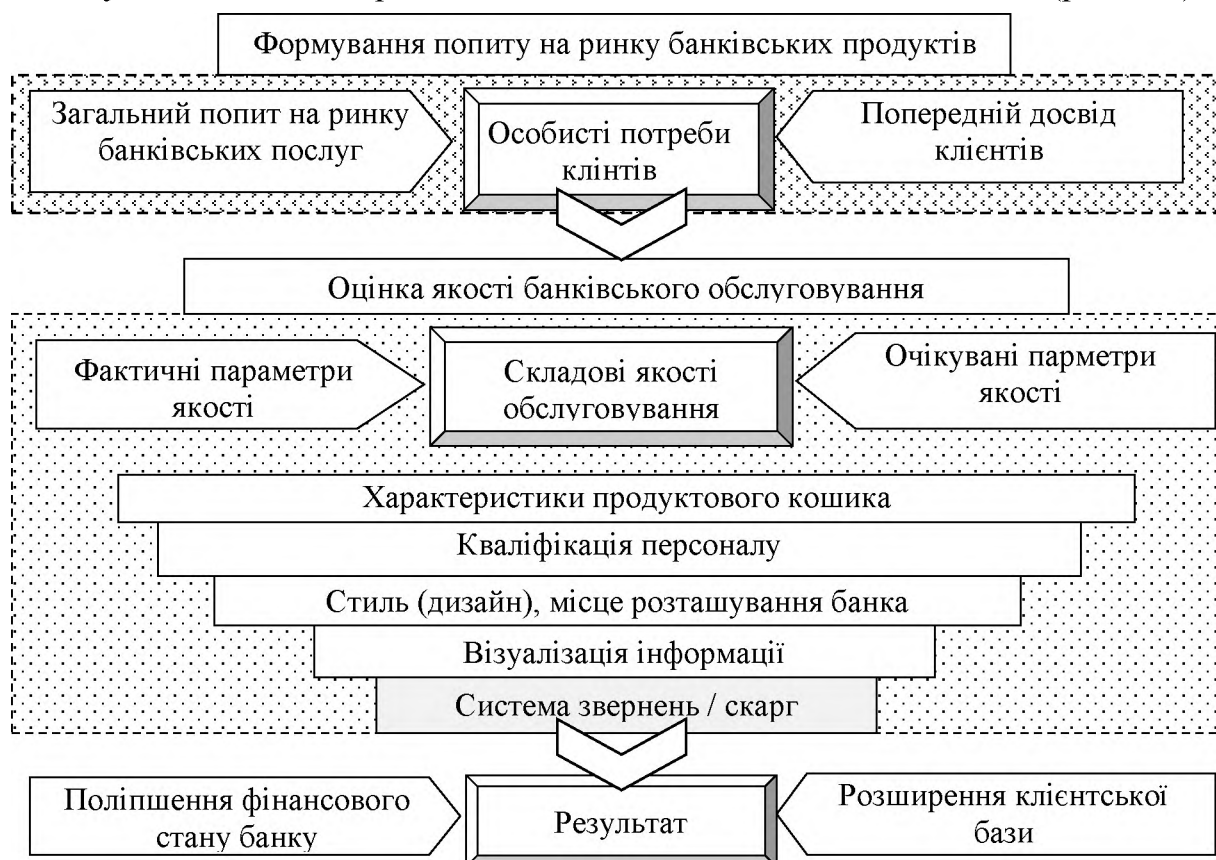 Формування попиту на ринку банківських продуктів
Загальний попит на ринку
банківських послуг
Особисті потреби
клінтів
Попередній досвід
клієнтів
Оцінка якості банківського обслуговування
Фактичні параметри
якості
Складові якості
обслуговування
Очікувані парметри
якості
Характеристики продуктового кошика
Кваліфікація персоналу
Стиль (дизайн), місце розташування банка
Візуалізація інформації
Система звернень / скарг
Поліпшення фінансового
стану банку
Результат
Розширення клієнтської
бази